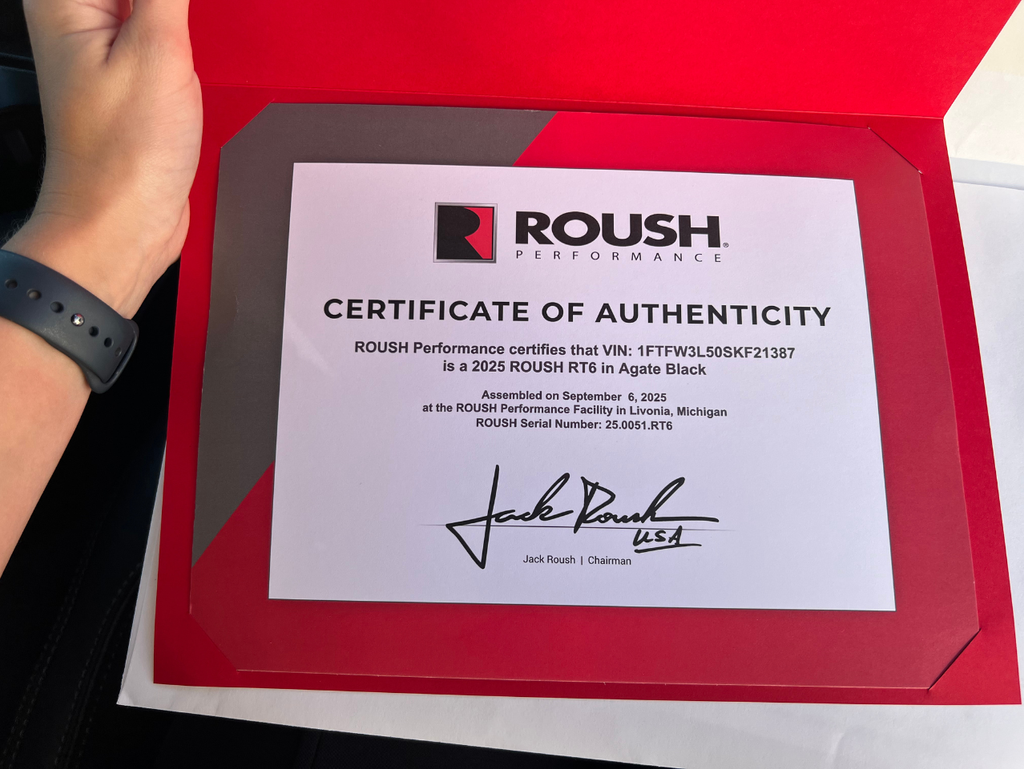 ROUSH®
PERFORMANCE
CERTIFICATE OF AUTHENTICITY
ROUSH Performance certifies that VIN: 1FTFW3L50SKF21387
is a 2025 ROUSH RT6 in Agate Black
Assembled on September 6, 2025
at the ROUSH Performance Facility in Livonia, Michigan
ROUSH Serial Number: 25.0051.RT6
Jack Roush
USA
Jack Roush | Chairman